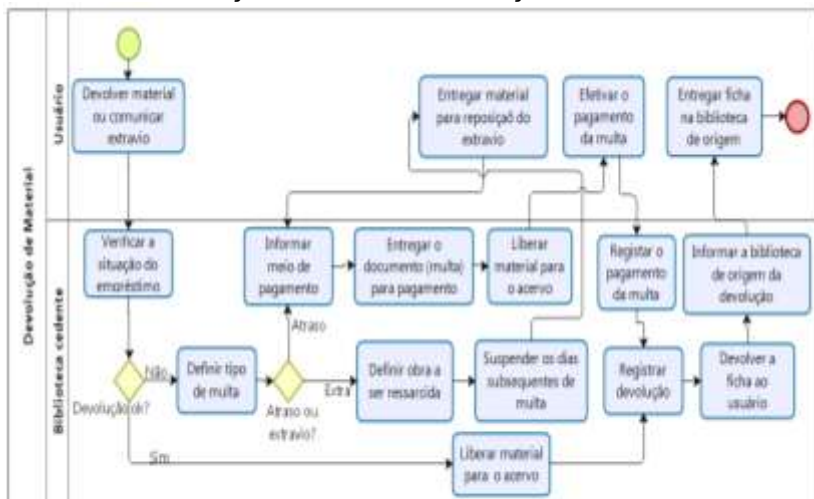 Devolução de Material
Usuário
Devolver material
ou comunicar
extravio
Entregar material
para reposição do
extravio
Efetivar o
pagamento
da multa
Entregar ficha
na biblioteca
de origem
Biblioteca cedente
Verificar a
situação do
empréstimo
Informar
meio de
pagamento
Entregar o
documento (multa)
para pagamento
Liberar
material para
o acervo
Registar o
pagamento
da multa
Informar a biblioteca
de origem da
devolução
Atraso
Não
Devolução ok?
Definir tipo
de multa
Atraso ou
extravio?
Extra
Definir obra a
ser ressarcida
Suspender os dias
subsequentes de
multa
Registrar
devolução
Devolver a
ficha ao
usuário
Sim
Liberar material
para o acervo